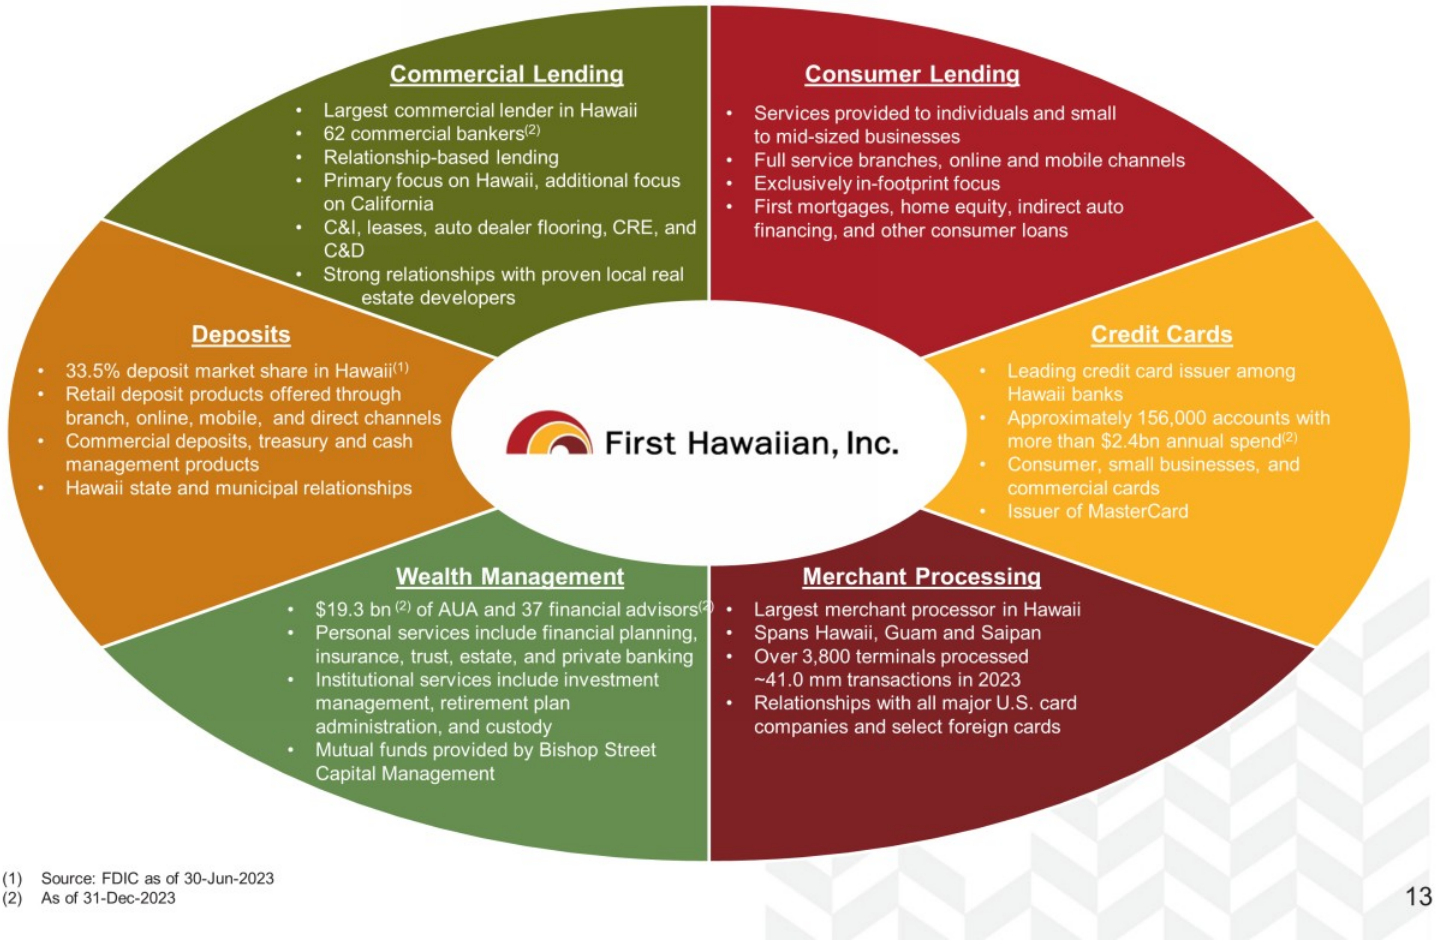 Commercial Lending
• Largest commercial lender in Hawaii
• 62 commercial bankers(2)
• Relationship-based lending
• Primary focus on Hawaii, additional focus
on California
• C&I, leases, auto dealer flooring, CRE, and
C&D
• Strong relationships with proven local real
estate developers
Consumer Lending
• Services provided to individuals and small
to mid-sized businesses
• Full service branches, online and mobile channels
• Exclusively in-footprint focus
• First mortgages, home equity, indirect auto
financing, and other consumer loans
Deposits
• 33.5% deposit market share in Hawaii(1)
• Retail deposit products offered through
branch, online, mobile, and direct channels
• Commercial deposits, treasury and cash
management products
• Hawaii state and municipal relationships
First Hawaiian, Inc.
Credit Cards
• Leading credit card issuer among
Hawaii banks
• Approximately 156,000 accounts with
more than $2.4bn annual spend(2)
• Consumer, small businesses, and
commercial cards
• Issuer of MasterCard
Wealth Management
• $19.3 bn (2) of AUA and 37 financial advisors(2)
• Personal services include financial planning,
insurance, trust, estate, and private banking
• Institutional services include investment
management, retirement plan
administration, and custody
• Mutual funds provided by Bishop Street
Capital Management
Merchant Processing
• Largest merchant processor in Hawaii
• Spans Hawaii, Guam and Saipan
• Over 3,800 terminals processed
~41.0 mm transactions in 2023
• Relationships with all major U.S. card
companies and select foreign cards
(1) Source: FDIC as of 30-Jun-2023
(2) As of 31-Dec-2023
13